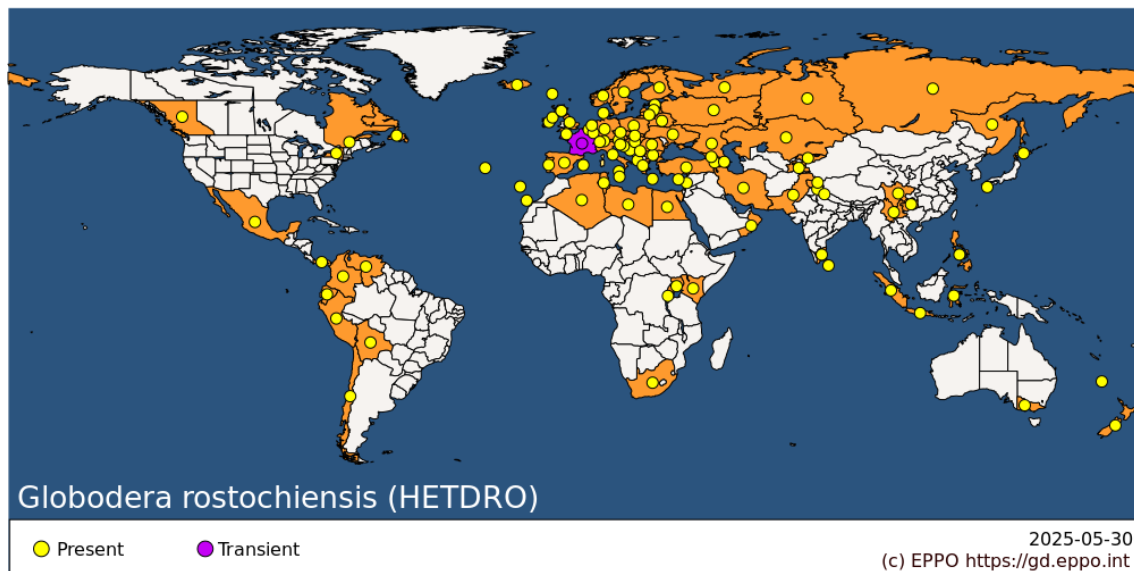 Globodera rostochiensis (HETDRO)
Present
Transient
2025-05-30
(c) EPPO https://gd.eppo.int